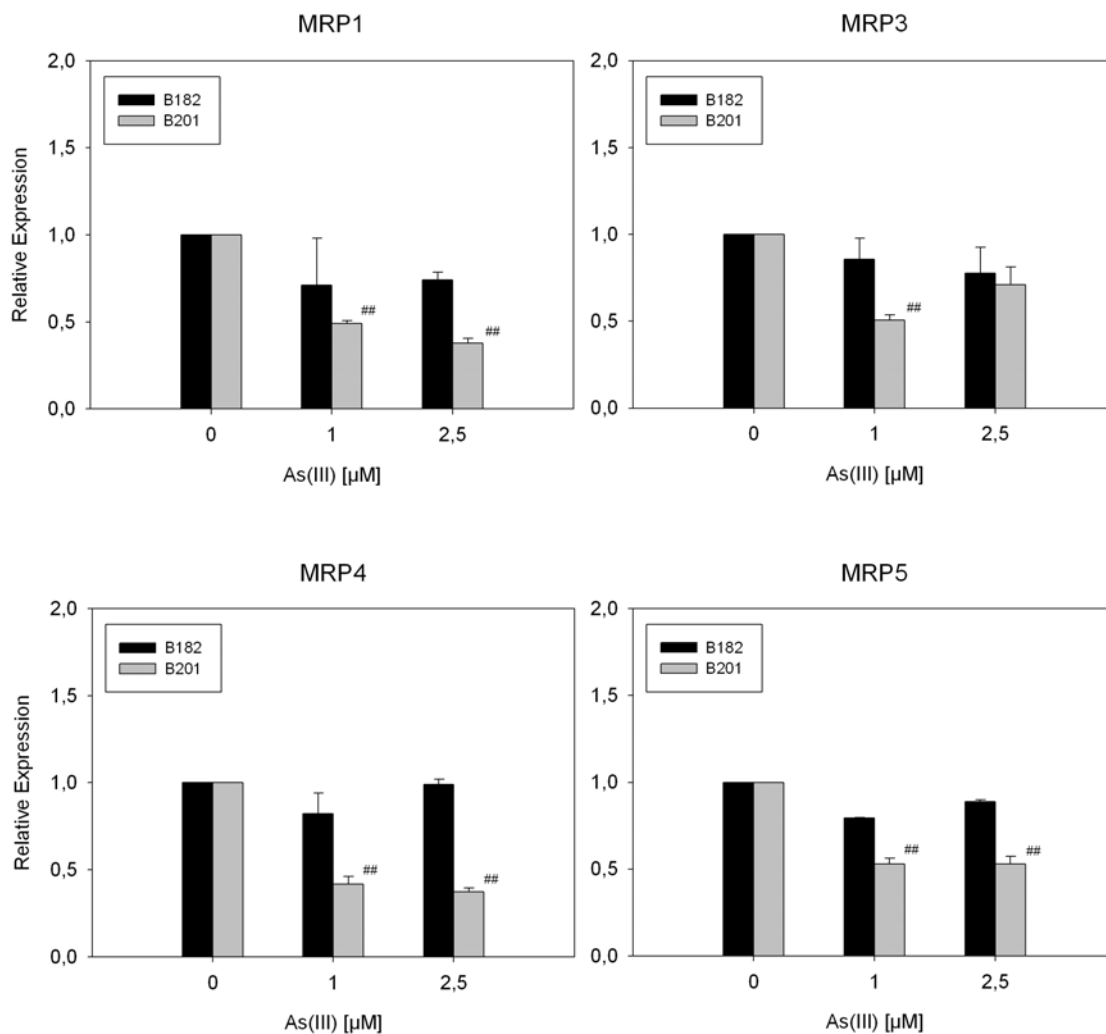 MRP1
2,0
1,5
1,0
0,5
0,0
Relative Expression
B182
B201
##
##
0 1 2,5
As(III) [µM]
MRP3
2,0
1,5
1,0
0,5
0,0
B182
B201
##
0 1 2,5
As(III) [µM]
MRP4
2,0
1,5
1,0
0,5
0,0
Relative Expression
B182
B201
##
##
0 1 2,5
As(III) [µM]
MRP5
2,0
1,5
1,0
0,5
0,0
B182
B201
##
##
0 1 2,5
As(III) [µM]